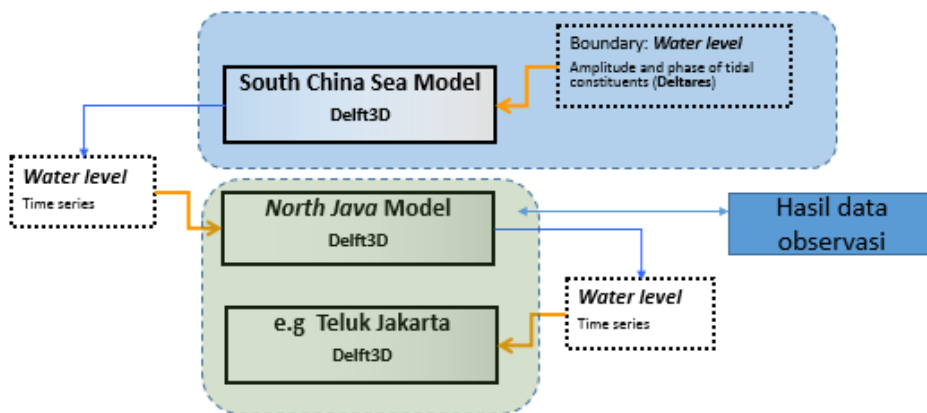 Boundary: Water level
Amplitude and phase of tidal
constituents (Deltares)
South China Sea Model
Delft3D
Water level
Time series
North Java Model
Delft3D
Hasil data
observasi
Water level
Time series
e.g Teluk Jakarta
Delft3D